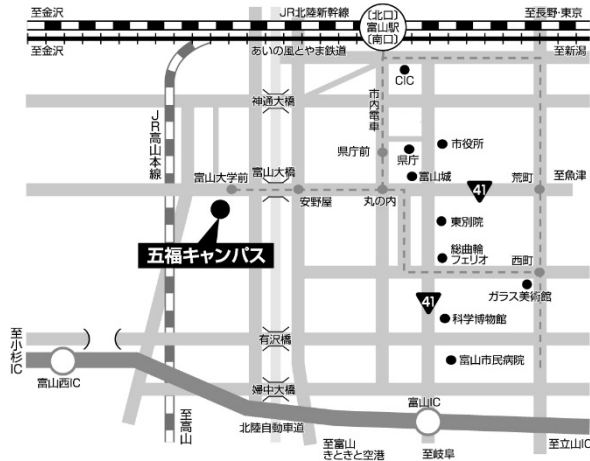 至金沢
JR北陸新幹線
〔北口〕
富山駅
〔南口〕
至長野・東京
至金沢
あいの風とやま鉄道
至新潟
CIC
神通大橋
市内電車
JR高山本線
市役所
県庁前
県庁
富山大学前
富山大橋
富山城
41
荒町
至魚津
安野屋
丸の内
五福キャンパス
東別院
総曲輪
フェリオ
西町
ガラス美術館
41
科学博物館
至小杉IC
有沢橋
富山市民病院
富山西IC
婦中大橋
富山IC
至高山
北陸自動車道
至富山
きときと空港
至岐阜
至立山IC